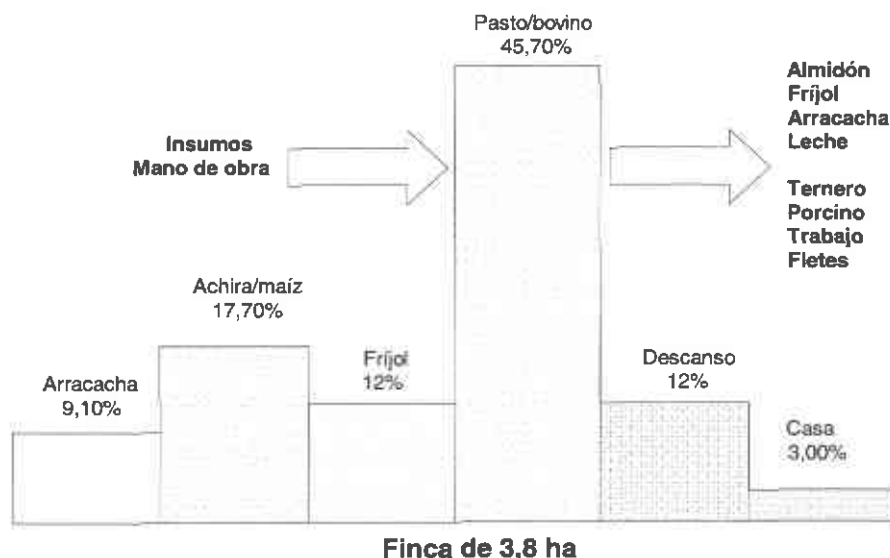 Pasto/bovino
45,70%
Almidón
Fríjol
Arracacha
Leche
Insumos
Mano de obra
Ternero
Porcino
Trabajo
Fletes
Achira/maíz
17,70%
Fríjol
12%
Descanso
12%
Arracacha
9,10%
Casa
3,00%
Finca de 3,8 ha